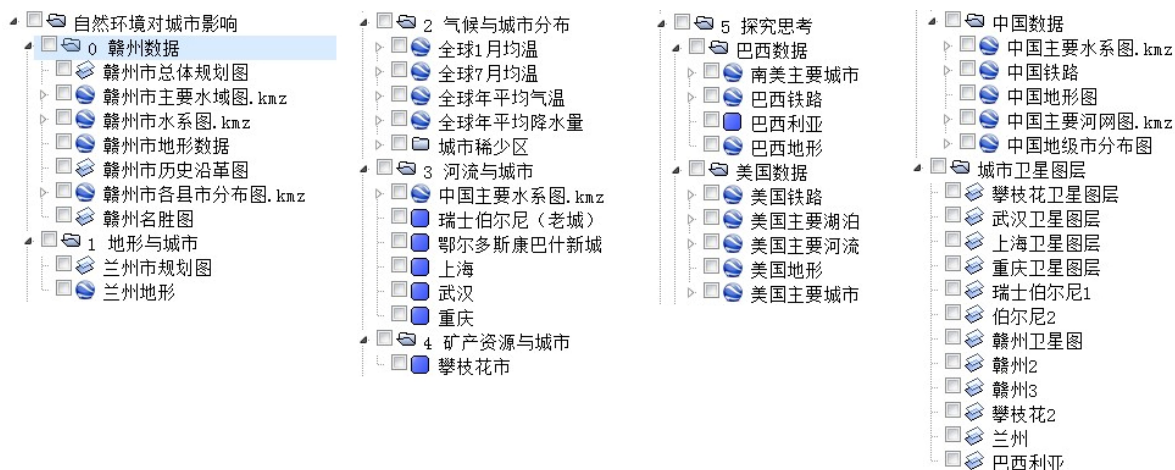 自然环境对城市影响
0 赣州数据
赣州市总体规划图
赣州市主要水域图.kmz
赣州市水系图.kmz
赣州市地形数据
赣州市历史沿革图
赣州市各县市分布图.kmz
赣州名胜图
1 地形与城市
兰州市规划图
兰州地形
2 气候与城市分布
全球1月均温
全球7月均温
全球年平均气温
全球年平均降水量
城市稀少区
3 河流与城市
中国主要水系图.kmz
瑞士伯尔尼（老城）
鄂尔多斯康巴什新城
上海
武汉
重庆
4 矿产资源与城市
攀枝花市
5 探究思考
巴西数据
南美主要城市
巴西铁路
巴西利亚
巴西地形
美国数据
美国铁路
美国主要湖泊
美国主要河流
美国地形
美国主要城市
中国数据
中国主要水系图.kmz
中国铁路
中国地形图
中国主要河网图.kmz
中国地级市分布图
城市卫星图层
攀枝花卫星图层
武汉卫星图层
上海卫星图层
重庆卫星图层
瑞士伯尔尼1
伯尔尼2
赣州卫星图
赣州2
赣州3
攀枝花2
兰州
巴西利亚